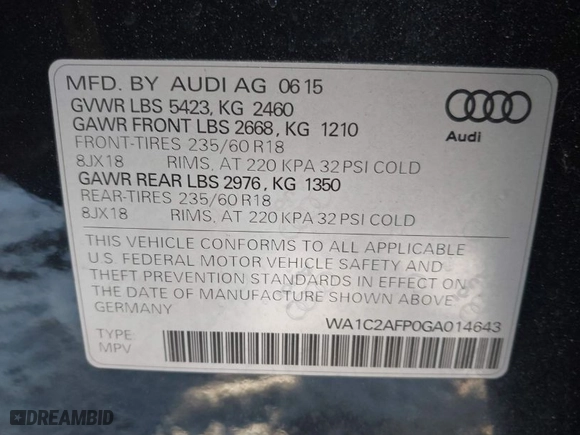 MFD. BY AUDI AG 06 15
GVWR LBS 5423, KG 2460
GAWR FRONT LBS 2668, KG 1210
FRONT-TIRES 235/60 R18
8JX18 RIMS, AT 220 KPA 32 PSI COLD
GAWR REAR LBS 2976, KG 1350
REAR-TIRES 235/60 R18
8JX18 RIMS, AT 220 KPA 32 PSI COLD
Audi
THIS VEHICLE CONFORMS TO ALL APPLICABLE
U.S. FEDERAL MOTOR VEHICLE SAFETY AND
THEFT PREVENTION STANDARDS IN EFFECT ON
THE DATE OF MANUFACTURE SHOWN ABOVE
GERMANY
WA1C2AFP0GA014643
TYPE:
MPV
DREAMBID